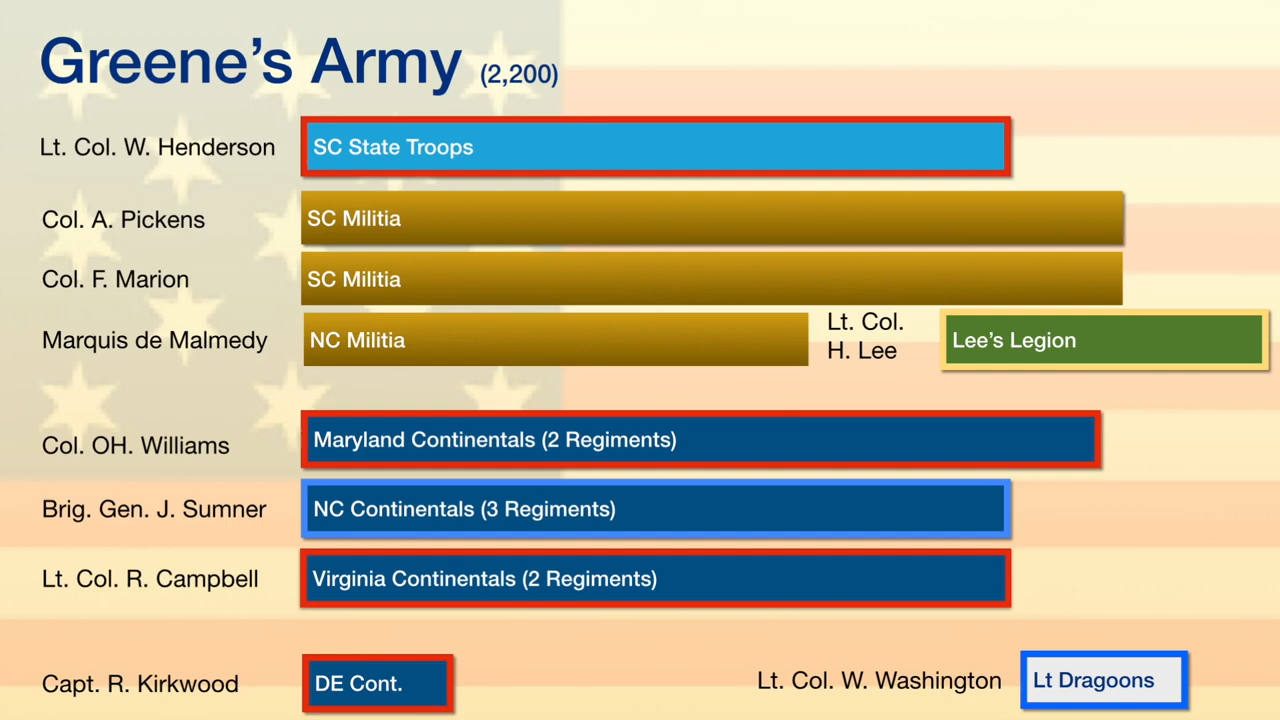 Greene’s Army (2,200)
Lt. Col. W. Henderson SC State Troops
Col. A. Pickens SC Militia
Col. F. Marion SC Militia
Marquis de Malmedy NC Militia
Lt. Col.
H. Lee
Lee’s Legion
Col. OH. Williams Maryland Continentals (2 Regiments)
Brig. Gen. J. Sumner NC Continentals (3 Regiments)
Lt. Col. R. Campbell Virginia Continentals (2 Regiments)
Capt. R. Kirkwood DE Cont.
Lt. Col. W. Washington Lt Dragoons